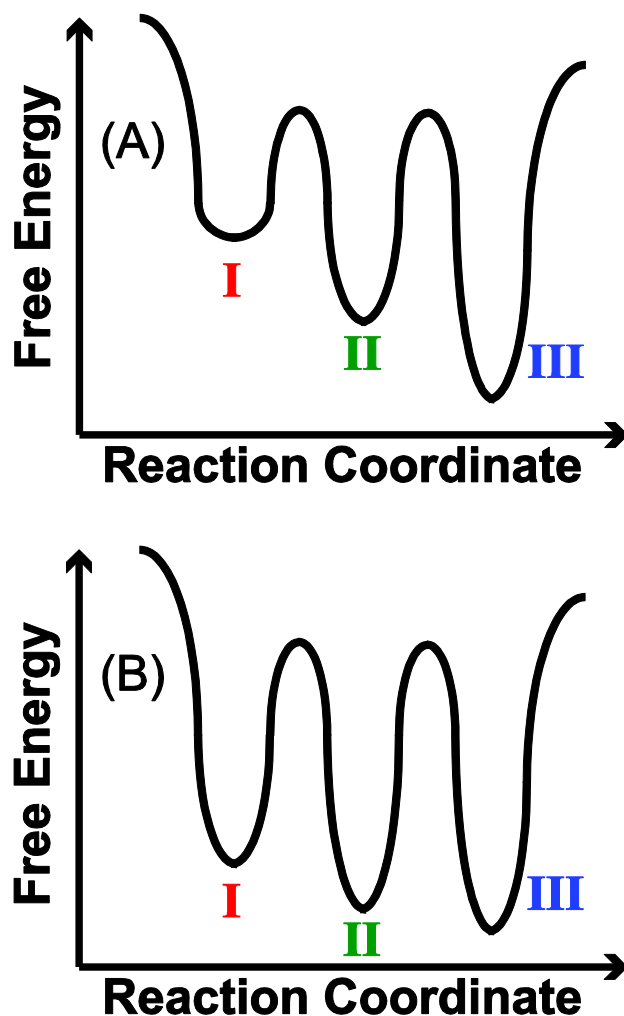 Free Energy
(A)
I
II
III
Reaction Coordinate
Free Energy
(B)
I
II
III
Reaction Coordinate